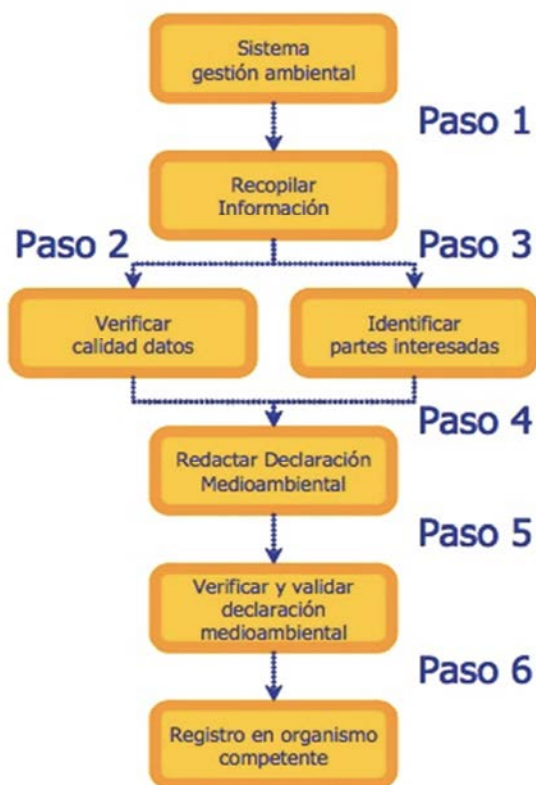 Sistema
gestión ambiental
Paso 1
Recopilar
Información
Paso 2
Paso 3
Verificar
calidad datos
Identificar
partes interesadas
Paso 4
Redactar Declaración
Medioambiental
Paso 5
Verificar y validar
declaración
medioambiental
Paso 6
Registro en organismo
competente